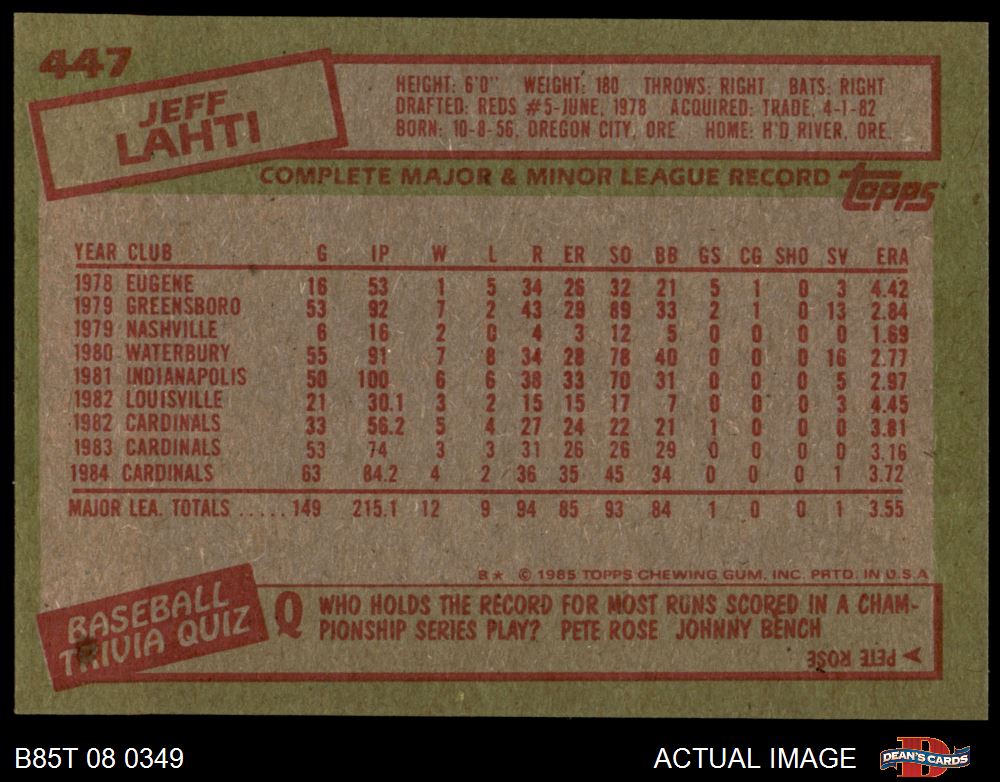 447
JEFF
LAHTI
HEIGHT: 6'0" WEIGHT: 180 THROWS: RIGHT BATS: RIGHT
DRAFTED: REDS #5-JUNE, 1978 ACQUIRED: TRADE, 4-1-82
BORN: 10-8-56, OREGON CITY, ORE HOME: H'D RIVER, ORE.
COMPLETE MAJOR & MINOR LEAGUE RECORD topps
YEAR CLUB G IP W L R ER SO BB GS CG SHO SV ERA
1978 EUGENE 16 53 1 5 34 26 32 21 5 1 0 3 4.42
1979 GREENSBORO 53 92 7 2 43 29 89 33 2 1 0 13 2.84
1979 NASHVILLE 6 16 2 0 4 3 12 5 0 0 0 0 1.69
1980 WATERBURY 55 91 7 8 34 28 78 40 0 0 0 16 2.77
1981 INDIANAPOLIS 50 100 6 6 38 33 70 31 0 0 0 5 2.97
1982 LOUISVILLE 21 30.1 3 2 15 15 17 7 0 0 0 3 4.45
1982 CARDINALS 33 56.2 5 4 27 24 22 21 1 0 0 0 3.81
1983 CARDINALS 53 74 3 3 31 26 26 29 0 0 0 0 3.16
1984 CARDINALS 63 84.2 4 2 36 35 45 34 0 0 0 1 3.72
MAJOR LEA. TOTALS ..... 149 215.1 12 9 94 85 93 84 1 0 0 1 3.55
B* © 1985 TOPPS CHEWING GUM, INC. PRTD. IN U.S.A
BASEBALL
TRIVIA QUIZ
Q WHO HOLDS THE RECORD FOR MOST RUNS SCORED IN A CHAM-
PIONSHIP SERIES PLAY? PETE ROSE JOHNNY BENCH
PETE ROSE
B85T 08 0349
ACTUAL IMAGE
D
DEAN'S CARDS